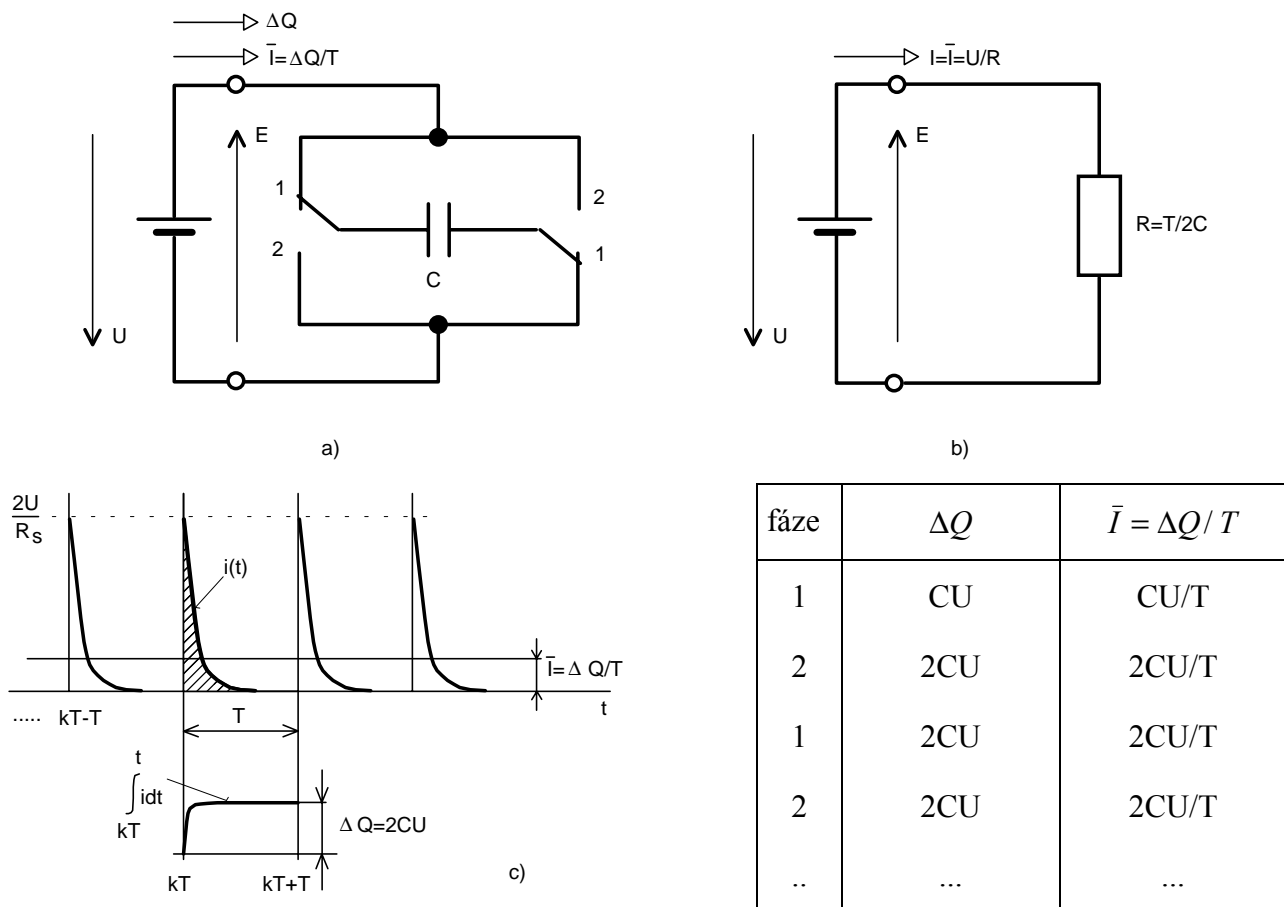 ΔQ
Ī=ΔQ/T
E
U
1
2
2
1
C
a)
I=Ī=U/R
E
U
R=T/2C
b)
2U
R_S
i(t)
Ī=ΔQ/T
t
..... kT-T
T
t
∫idt
kT
ΔQ=2CU
kT kT+T
c)
fáze ΔQ Ī = ΔQ/T
1 CU CU/T
2 2CU 2CU/T
1 2CU 2CU/T
2 2CU 2CU/T
.. ... ...